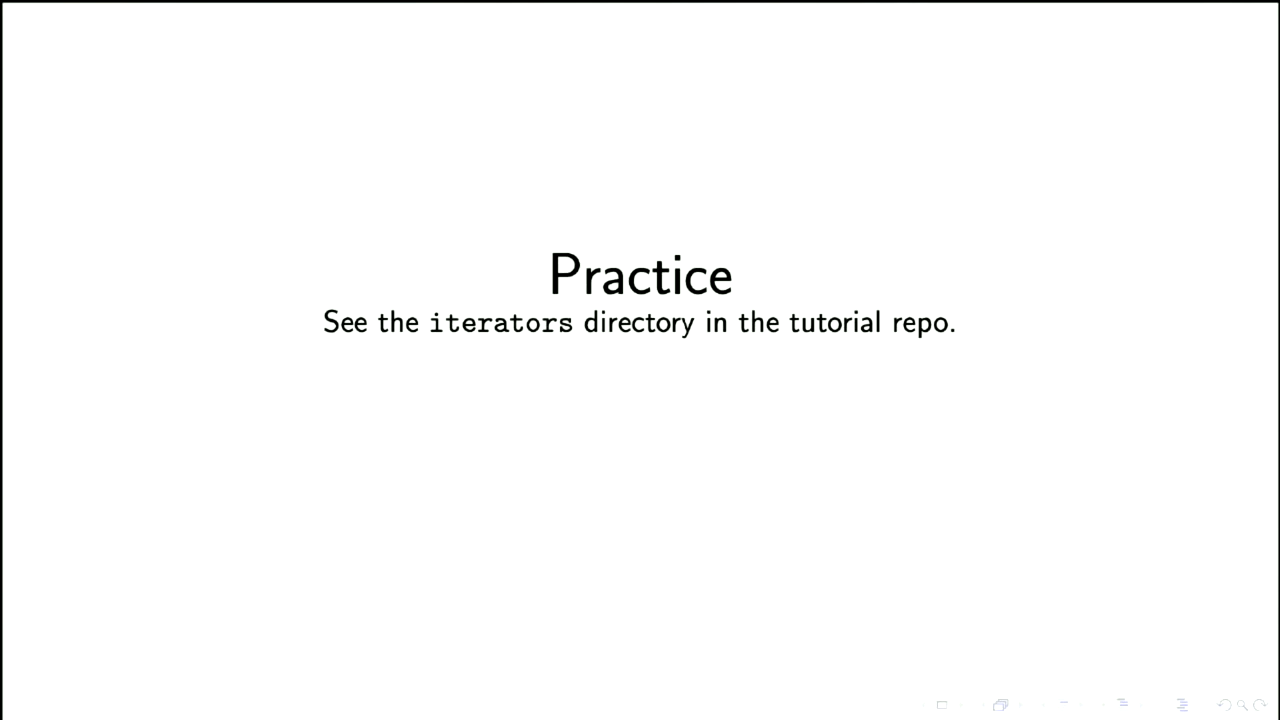 Practice
See the iterators directory in the tutorial repo.